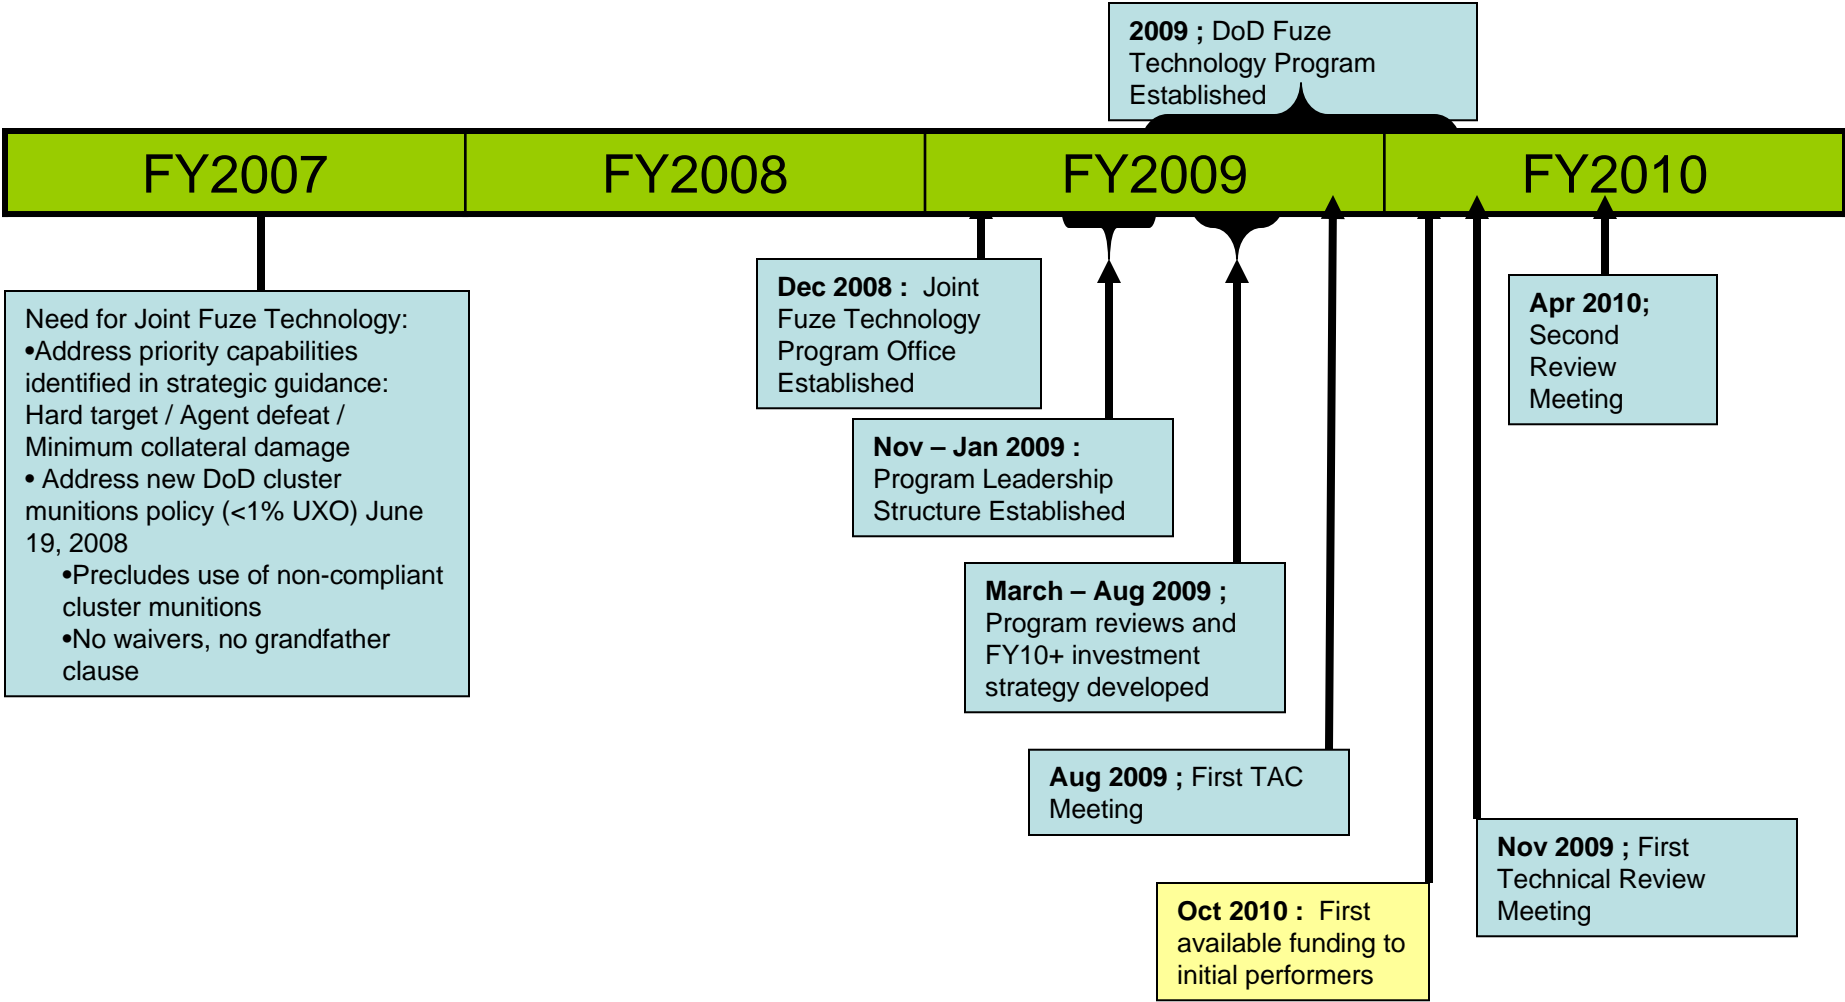 2009 ; DoD Fuze
Technology Program
Established
FY2007
FY2008
FY2009
FY2010
Need for Joint Fuze Technology:
•Address priority capabilities
identified in strategic guidance:
Hard target / Agent defeat /
Minimum collateral damage
• Address new DoD cluster
munitions policy (<1% UXO) June
19, 2008
•Precludes use of non-compliant
cluster munitions
•No waivers, no grandfather
clause
Dec 2008 : Joint
Fuze Technology
Program Office
Established
Nov – Jan 2009 :
Program Leadership
Structure Established
March – Aug 2009 ;
Program reviews and
FY10+ investment
strategy developed
Aug 2009 ; First TAC
Meeting
Oct 2010 : First
available funding to
initial performers
Nov 2009 ; First
Technical Review
Meeting
Apr 2010;
Second
Review
Meeting